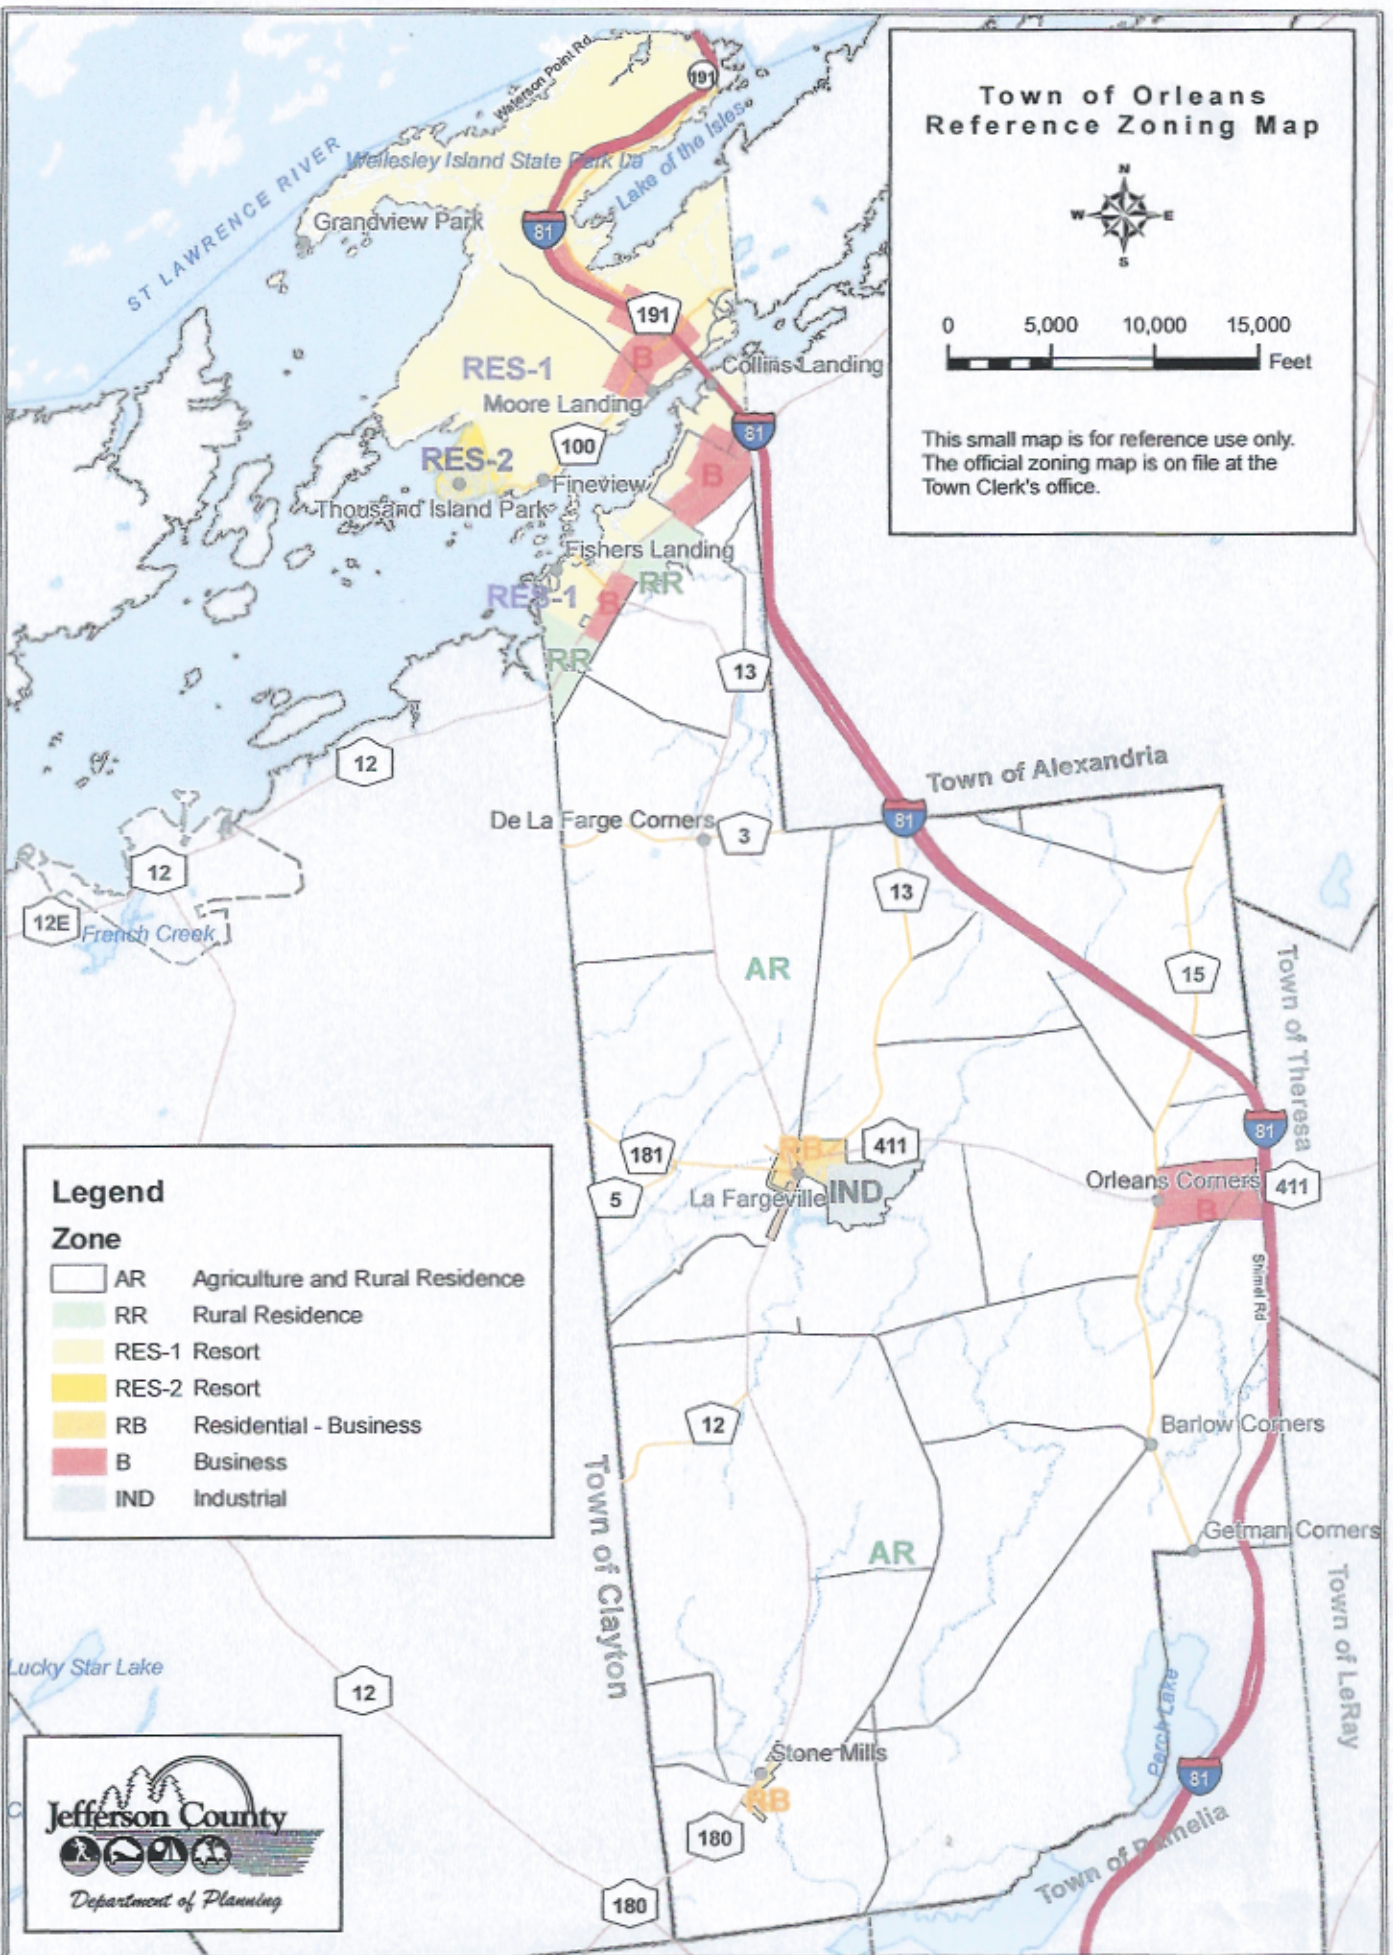 Town of Orleans
Reference Zoning Map
N
W
E
S
0
5,000
10,000
15,000
Feet
This small map is for reference use only.
The official zoning map is on file at the
Town Clerk's office.
Waterson Point Rd
191
Wellesley Island State Park
Lake of the Isles
ST LAWRENCE RIVER
Grandview Park
81
191
B
RES-1
Collins Landing
Moore Landing
81
100
RES-2
B
Fineview
Thousand Island Park
Fishers Landing
RR
RES-1
B
RR
13
12
Town of Alexandria
81
De La Farge Corners
3
12
13
12E
French Creek
AR
15
Town of Theresa
81
RB
411
181
La Fargeville
IND
Orleans Corners
411
5
B
Shimel Rd
Legend
Zone
AR Agriculture and Rural Residence
RR Rural Residence
RES-1 Resort
RES-2 Resort
RB Residential - Business
B Business
IND Industrial
12
Barlow Corners
Town of Clayton
Getman Corners
AR
Town of LeRay
Lucky Star Lake
12
Perch Lake
Stone Mills
81
RB
180
Town of Pamelia
180
Jefferson County
Department of Planning